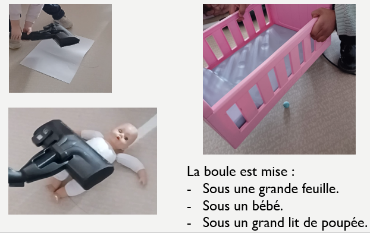 La boule est mise :
- Sous une grande feuille.
- Sous un bébé.
- Sous un grand lit de poupée.